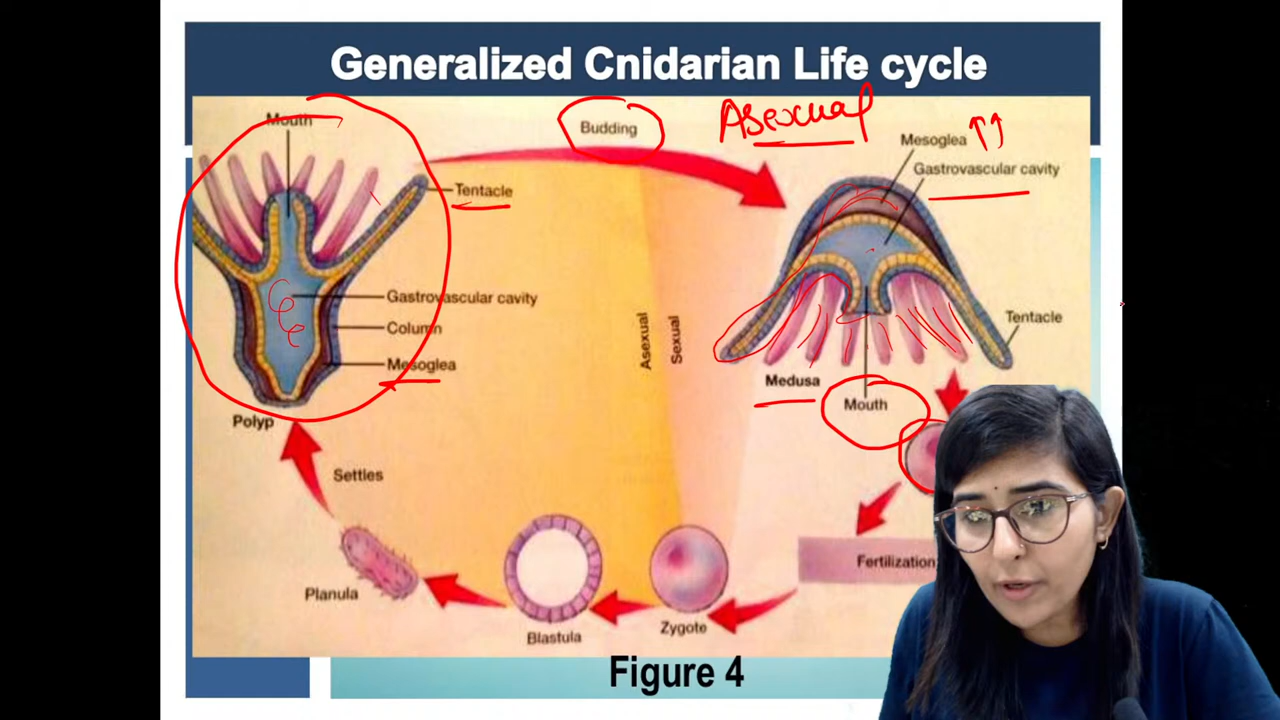 Generalized Cnidarian Life cycle
Mouth
Budding
Asexual
Mesoglea ↑↑
Gastrovascular cavity
Tentacle
Gastrovascular cavity
Column
Mesoglea
Polyp
Asexual
Sexual
Tentacle
Medusa
Mouth
Settles
Fertilization
Planula
Blastula
Zygote
Figure 4